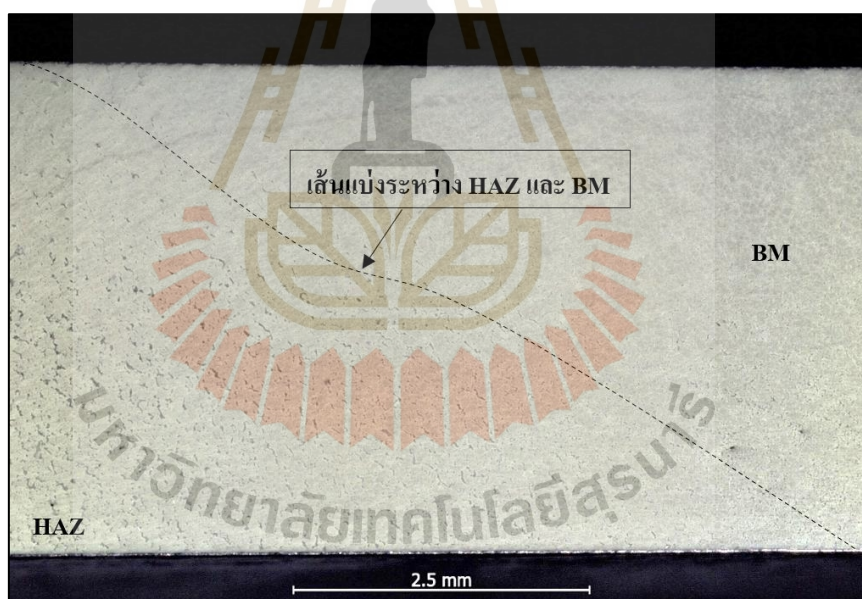 เส้นแบ่งระหว่าง HAZ และ BM
BM
HAZ
มหาวิทยาลัยเทคโนโลยีสุรนารี
2.5 mm